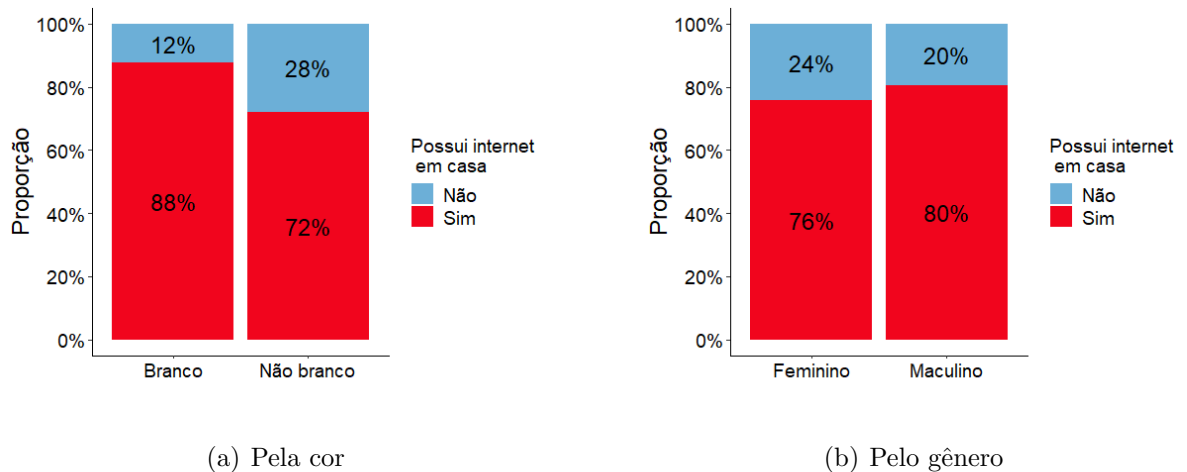 100%
80%
60%
40%
20%
0%
Proporção
12%
28%
88%
72%
Branco
Não branco
Possui internet
em casa
Não
Sim
(a) Pela cor
100%
80%
60%
40%
20%
0%
Proporção
24%
20%
76%
80%
Feminino
Maculino
Possui internet
em casa
Não
Sim
(b) Pelo gênero